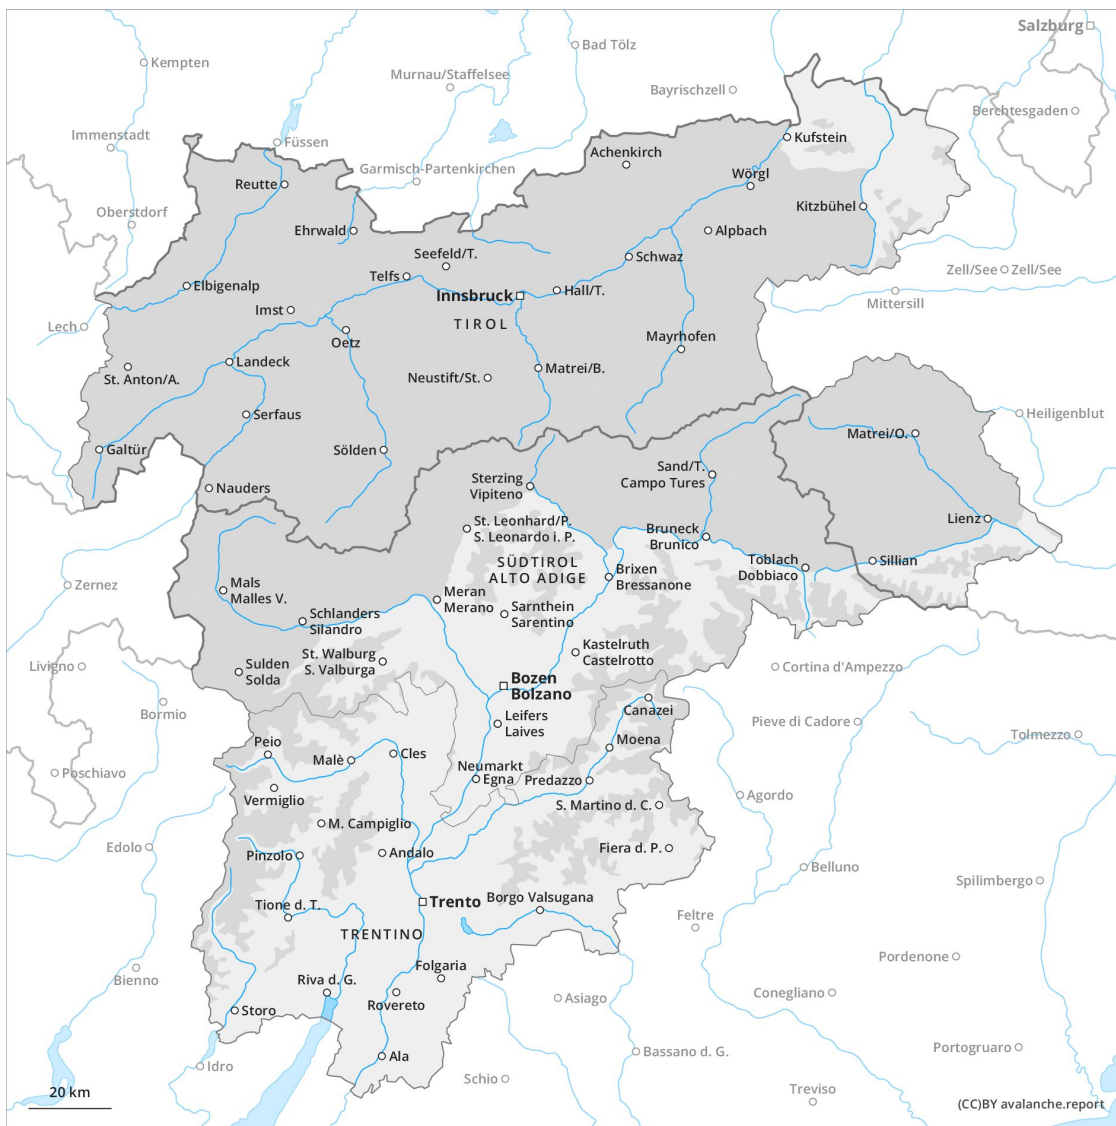 Salzburg
Bad Tölz
Kempten
Murnau/Staffelsee
Bayrischzell
Berchtesgaden
Immenstadt
Füssen
Kufstein
Achenkirch
Garmisch-Partenkirchen
Wörgl
Reutte
Oberstdorf
Kitzbühel
Ehrwald
Alpbach
Seefeld/T.
Schwaz
Telfs
Zell/See
Zell/See
Elbigenalp
Innsbruck
Hall/T.
Mittersill
Imst
TIROL
Lech
Oetz
Mayrhofen
Landeck
Matrei/B.
St. Anton/A.
Neustift/St.
Serfaus
Heiligenblut
Matrei/O.
Galtür
Sölden
Sterzing
Vipiteno
Sand/T.
Campo Tures
Nauders
Lienz
St. Leonhard/P.
S. Leonardo i. P.
Bruneck
Brunico
SÜDTIROL
ALTO ADIGE
Toblach
Dobbiaco
Sillian
Brixen
Bressanone
Zernez
Mals
Malles V.
Meran
Merano
Sarnthein
Sarentino
Schlanders
Silandro
Kastelruth
Castelrotto
St. Walburg
S. Valburga
Livigno
Sulden
Solda
Cortina d'Ampezzo
Bozen
Bolzano
Bormio
Canazei
Leifers
Laives
Pieve di Cadore
Tolmezzo
Peio
Moena
Malè
Cles
Poschiavo
Neumarkt
Egna
Predazzo
Vermiglio
Agordo
S. Martino d. C.
M. Campiglio
Edolo
Pinzolo
Andalo
Fiera d. P.
Belluno
Spilimbergo
Trento
Borgo Valsugana
Tione d. T.
Feltre
TRENTINO
Pordenone
Bienno
Folgaria
Riva d. G.
Rovereto
Asiago
Conegliano
Storo
Portogruaro
Ala
Bassano d. G.
Idro
Schio
Treviso
20 km
(CC)BY avalanche.report